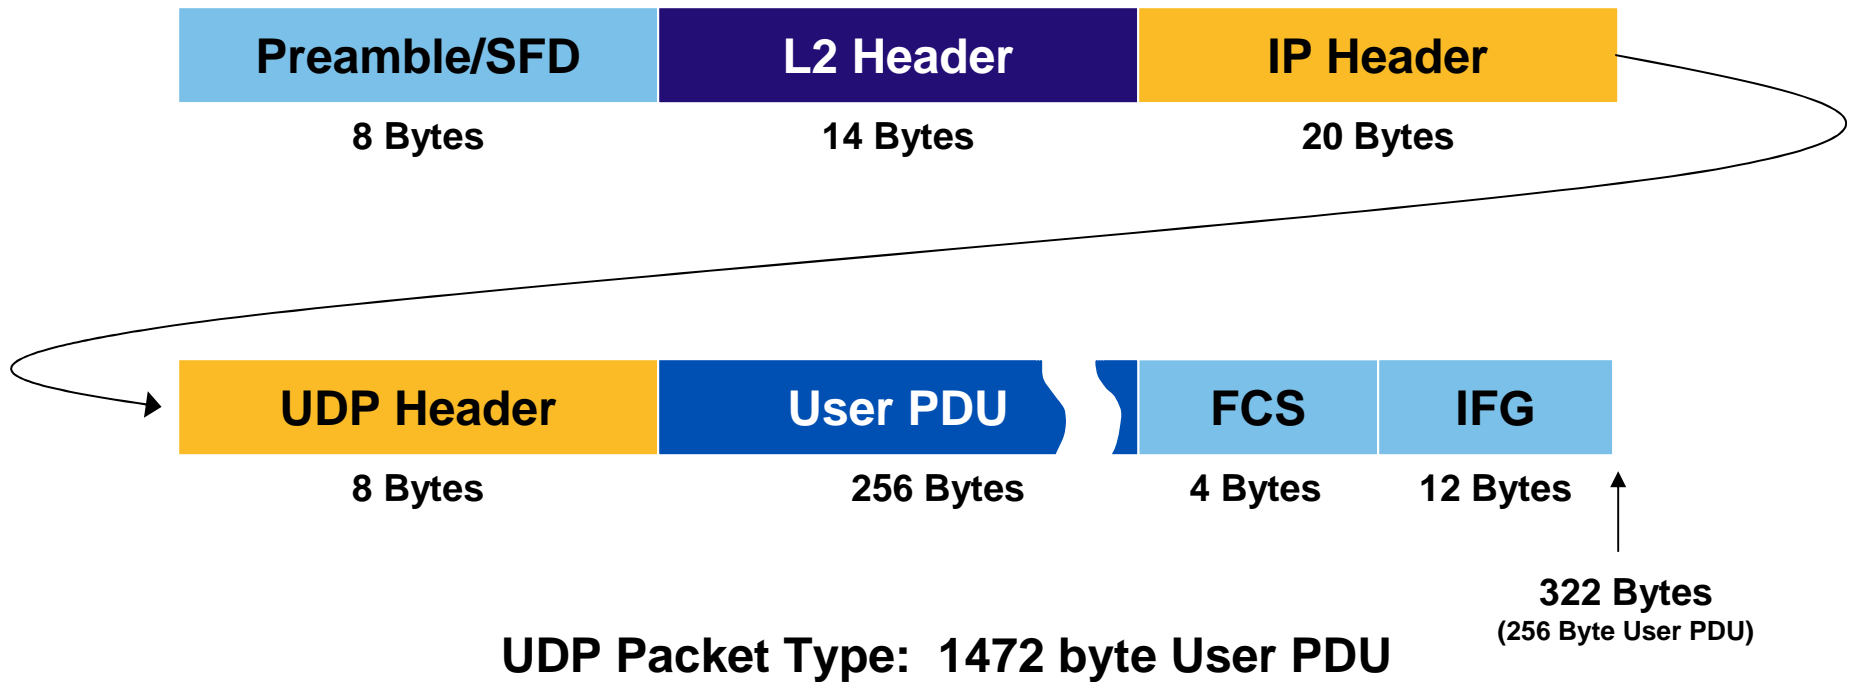 Preamble/SFD L2 Header IP Header
8 Bytes 14 Bytes 20 Bytes
UDP Header User PDU FCS IFG
8 Bytes 256 Bytes 4 Bytes 12 Bytes
322 Bytes
(256 Byte User PDU)
UDP Packet Type: 1472 byte User PDU